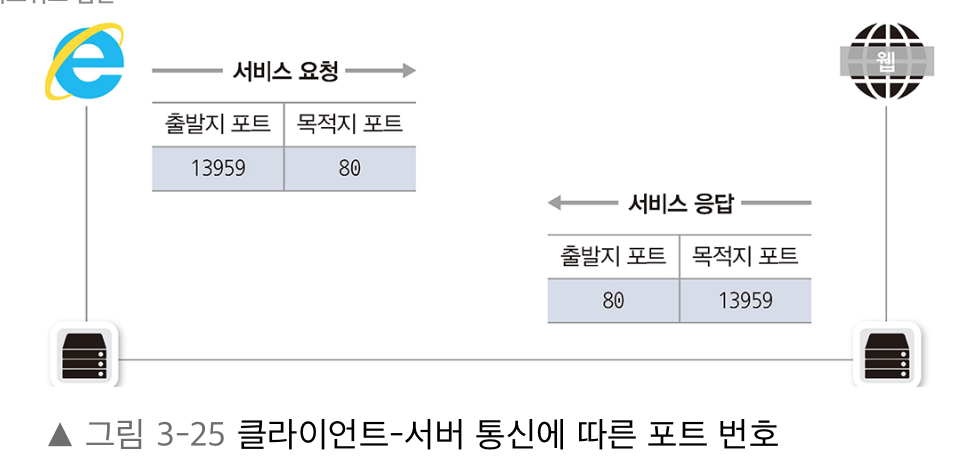 웹
서비스 요청
출발지 포트 목적지 포트
13959 80
서비스 응답
출발지 포트 목적지 포트
80 13959
▲ 그림 3-25 클라이언트-서버 통신에 따른 포트 번호